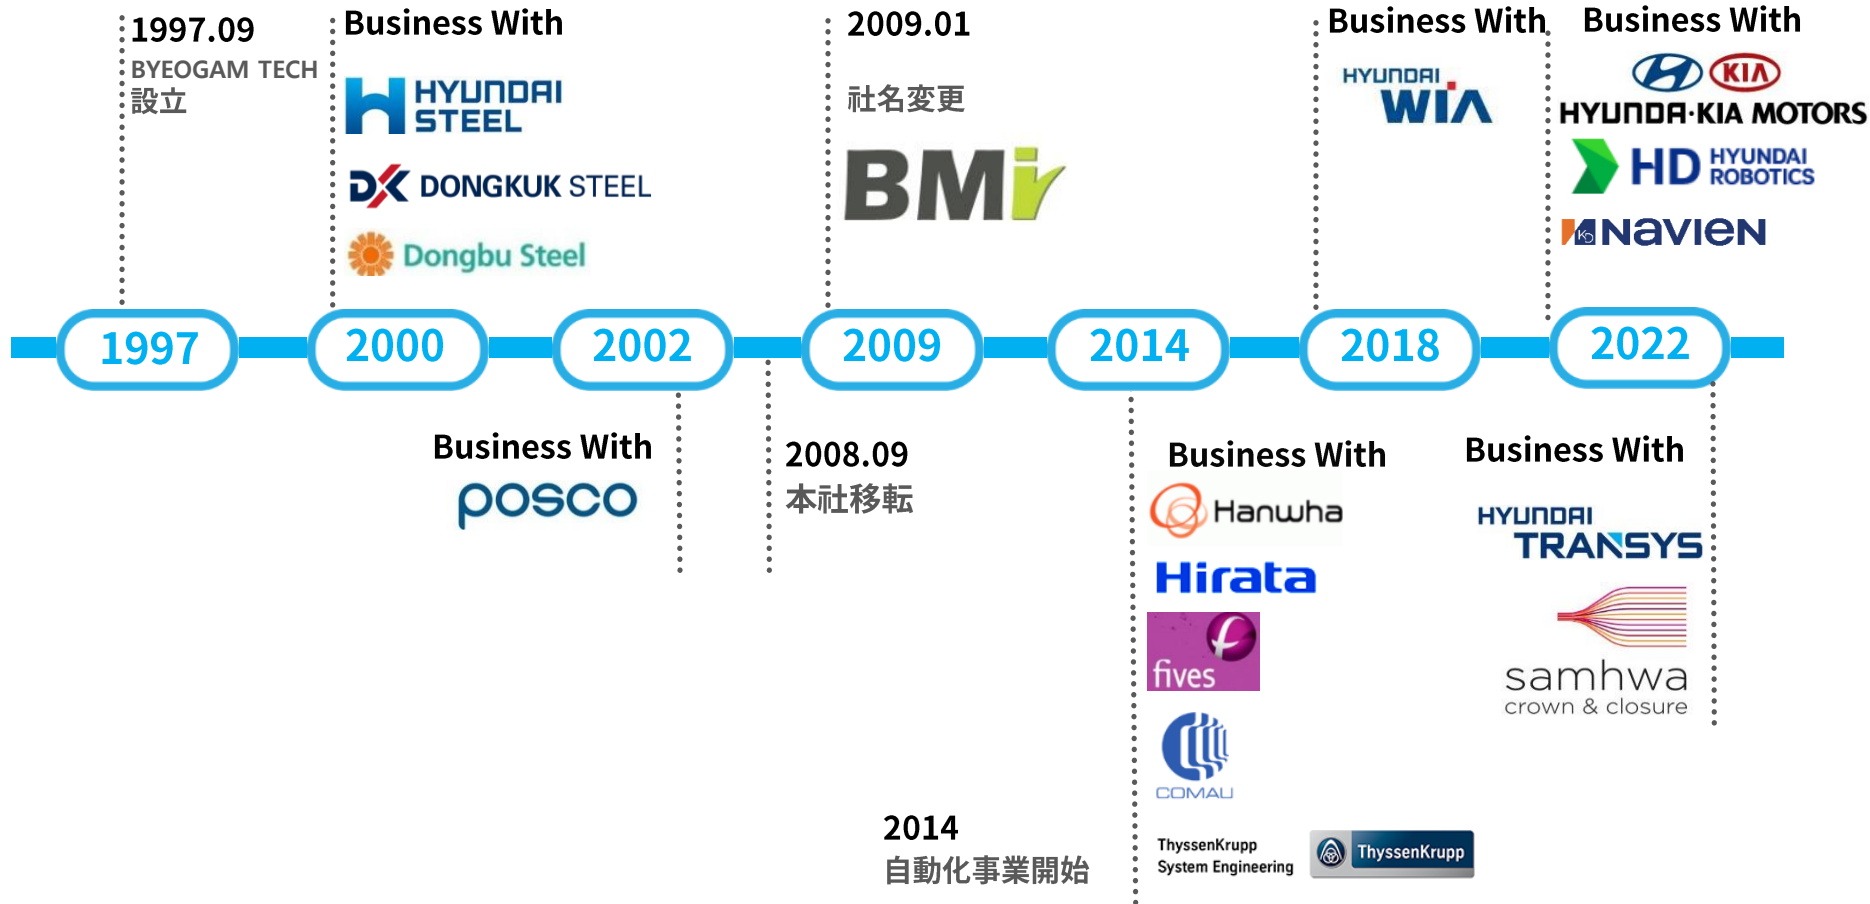 1997.09
BYEOGAM TECH
設立
Business With
HYUNDAI
STEEL
DK DONGKUK STEEL
Dongbu Steel
2009.01
社名変更
BMi
Business With
HYUNDAI
WIA
Business With
KIA
HYUNDA·KIA MOTORS
HD HYUNDAI
ROBOTICS
KD NAVIEN
1997
2000
2002
2009
2014
2018
2022
Business With
posco
2008.09
本社移転
Business With
Hanwha
Hirata
fives
COMAU
2014
自動化事業開始
ThyssenKrupp
System Engineering
ThyssenKrupp
Business With
HYUNDAI
TRANSYS
samhwa
crown & closure